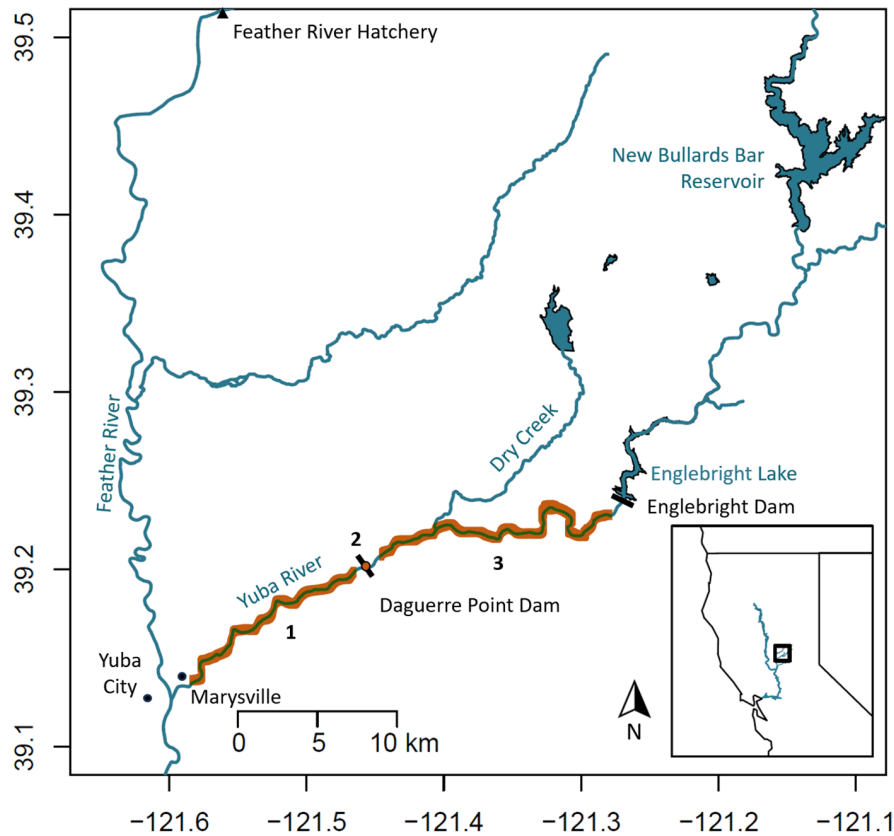 39.5
39.4
39.3
39.2
39.1
Feather River Hatchery
New Bullards Bar
Reservoir
Feather River
Dry Creek
Englebright Lake
Englebright Dam
2
3
Yuba River
Daguerre Point Dam
1
Yuba
City
Marysville
0 5 10 km
N
−121.6 −121.5 −121.4 −121.3 −121.2 −121.1